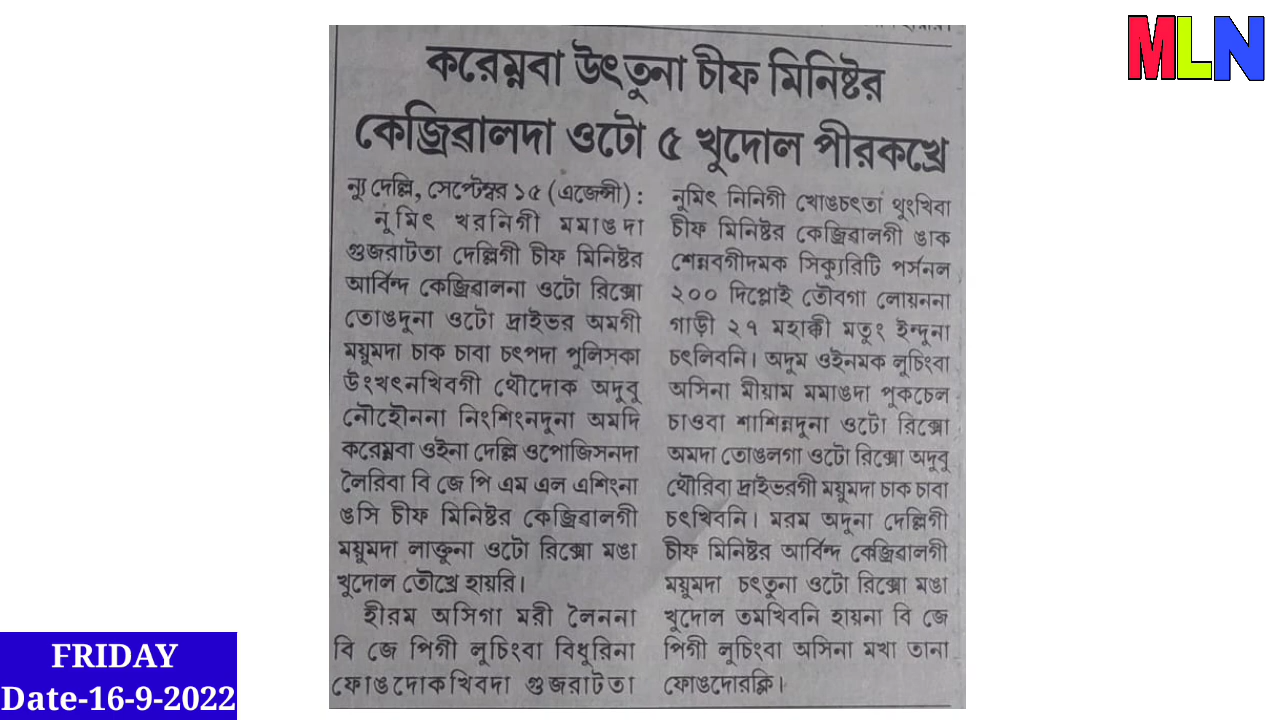 MLN
করেম্নবা উৎতুনা চীফ মিনিষ্টর
কেজ্রিৱালদা ওটো ৫ খুদোল পীরকখ্রে
ন্যু দেল্লি, সেপ্টেম্বর ১৫ (এজেন্সী) :
নুমিৎ খরনিগী মমাঙদা
গুজরাটতা দেল্লিগী চীফ মিনিষ্টর
আর্বিন্দ কেজ্রিৱালনা ওটো রিক্সো
তোঙদুনা ওটো দ্রাইভর অমগী
ময়ুমদা চাক চাবা চৎপদা পুলিসকা
উংথৎনখিবগী থৌদোক অদুবু
নৌহৌননা নিংশিংনদুনা অমদি
করেম্নবা ওইনা দেল্লি ওপোজিসনদা
লৈরিবা বি জে পি এম এল এশিংনা
ঙসি চীফ মিনিষ্টর কেজ্রিৱালগী
ময়ুমদা লাক্তুনা ওটো রিক্সো মঙা
খুদোল তৌখ্রে হায়রি।
হীরম অসিগা মরী লৈননা
বি জে পিগী লুচিংবা বিধুরিনা
ফোঙদোকখিবদা গুজরাটতা
নুমিৎ নিনিগী খোঙচৎতা থুংখিবা
চীফ মিনিষ্টর কেজ্রিৱালগী ঙাক
শেন্নবগীদমক সিক্যুরিটি পর্সনল
২০০ দিপ্লোই তৌবগা লোয়ননা
গাড়ী ২৭ মহাক্কী মতুং ইন্দুনা
চৎলিবনি। অদুম ওইনমক লুচিংবা
অসিনা মীয়াম মমাঙদা পুকচেল
চাওবা শাশিন্নদুনা ওটো রিক্সো
অমদা তোঙলগা ওটো রিক্সো অদুবু
থৌরিবা দ্রাইভরগী ময়ুমদা চাক চাবা
চৎখিবনি। মরম অদুনা দেল্লিগী
চীফ মিনিষ্টর আর্বিন্দ কেজ্রিৱালগী
ময়ুমদা চৎতুনা ওটো রিক্সো মঙা
খুদোল তমখিবনি হায়না বি জে
পিগী লুচিংবা অসিনা মখা তানা
ফোঙদোরক্লি।
FRIDAY
Date-16-9-2022